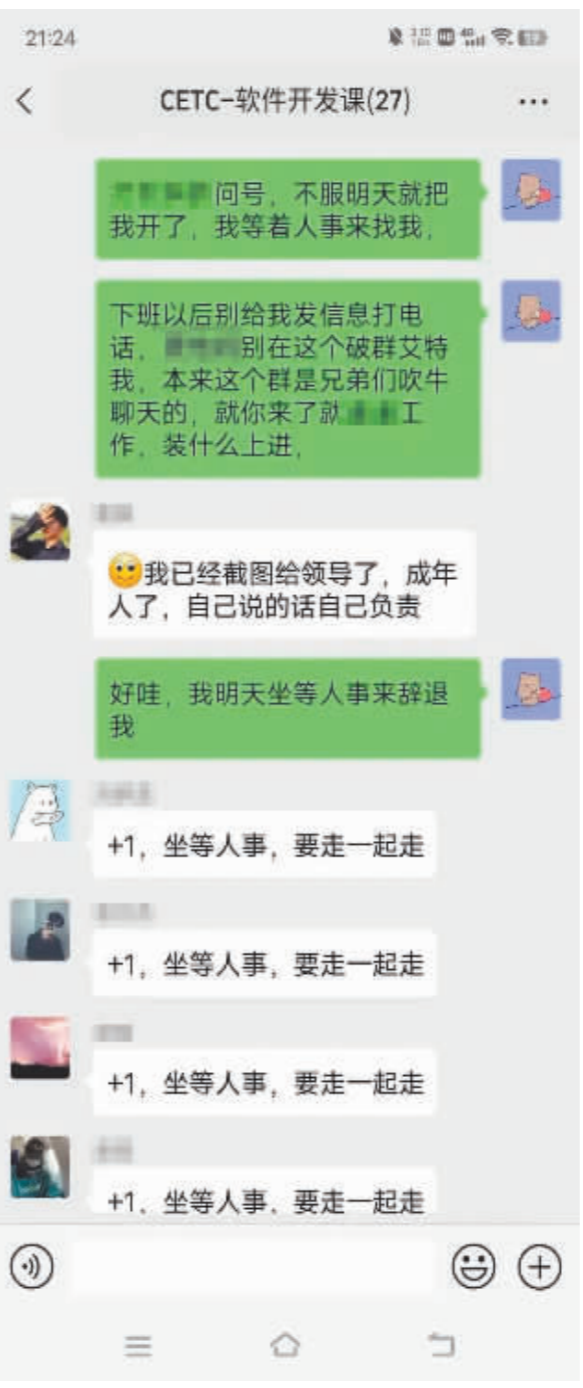 21:24
CETC-软件开发课(27)
问号，不服明天就把
我开了，我等着人事来找我，
下班以后别给我发信息打电
话，别在这个破群艾特
我，本来这个群是兄弟们吹牛
聊天的，就你来了就工
作，装什么上进，
我已经截图给领导了，成年
人了，自己说的话自己负责
好哇，我明天坐等人事来辞退
我
+1，坐等人事，要走一起走
+1，坐等人事，要走一起走
+1，坐等人事，要走一起走
+1，坐等人事，要走一起走